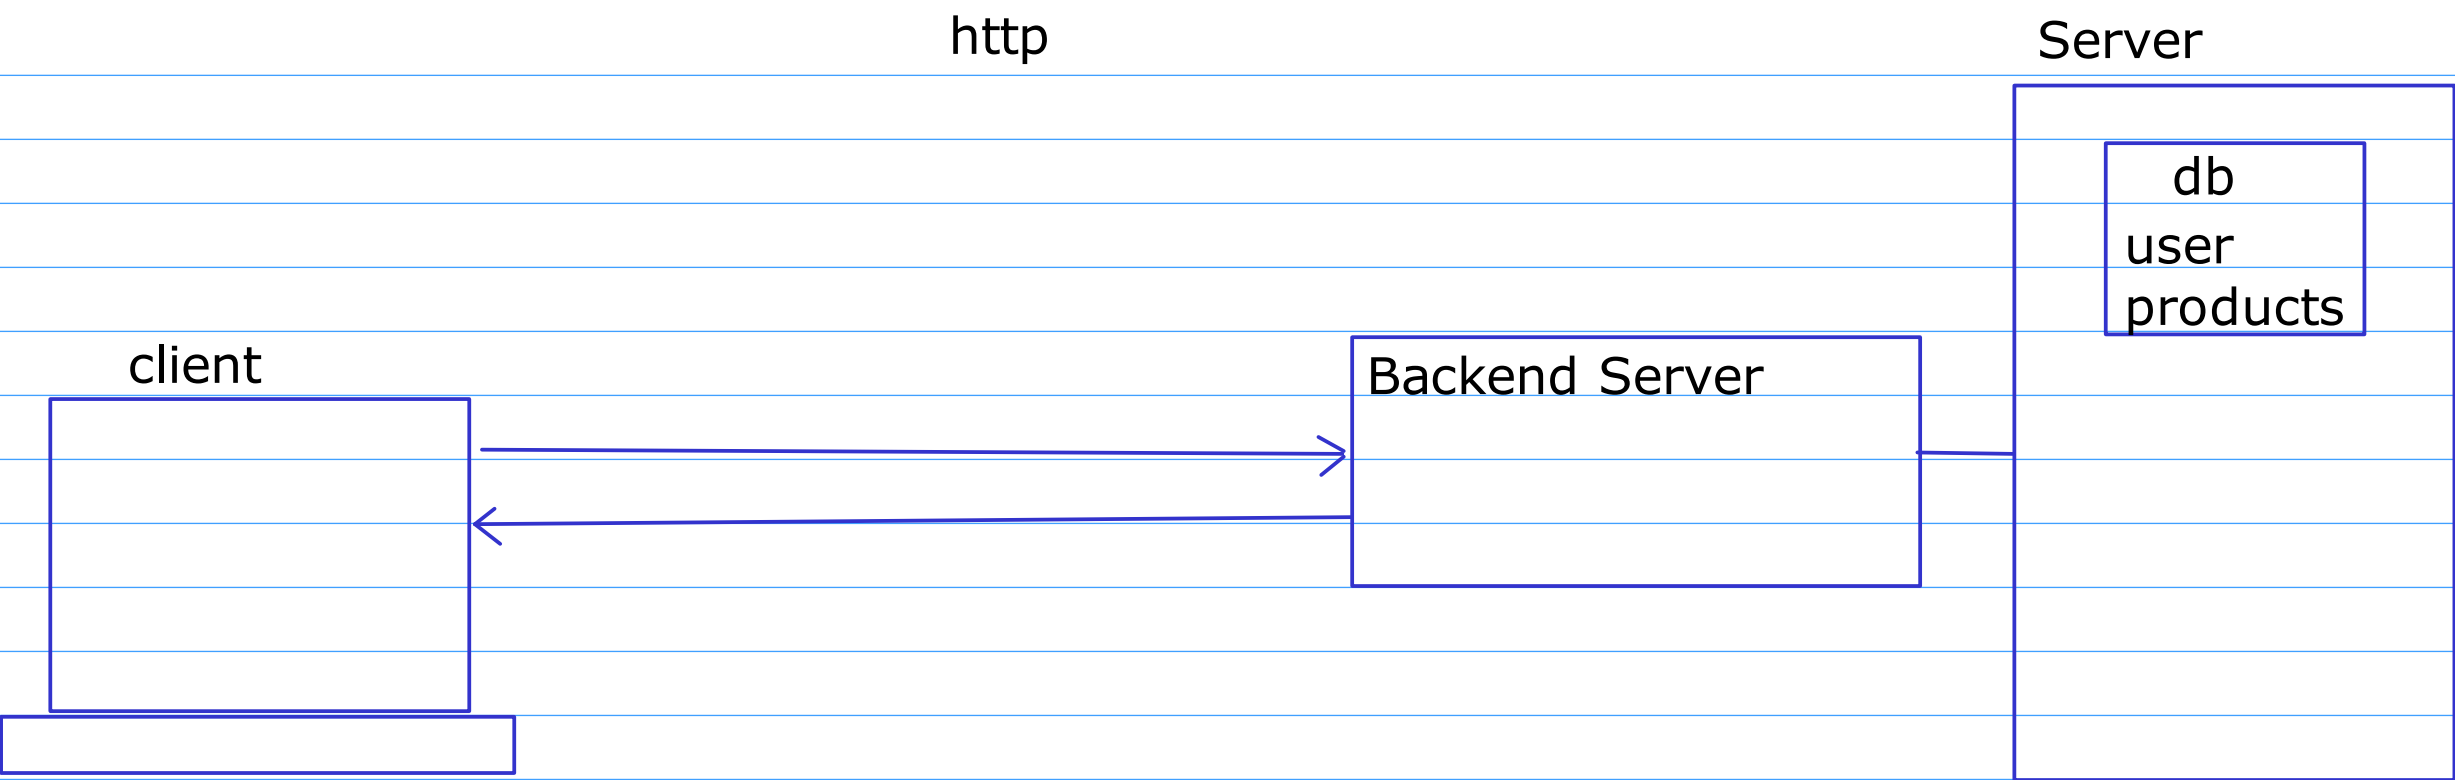 http
Server
db
user
products
client
Backend Server